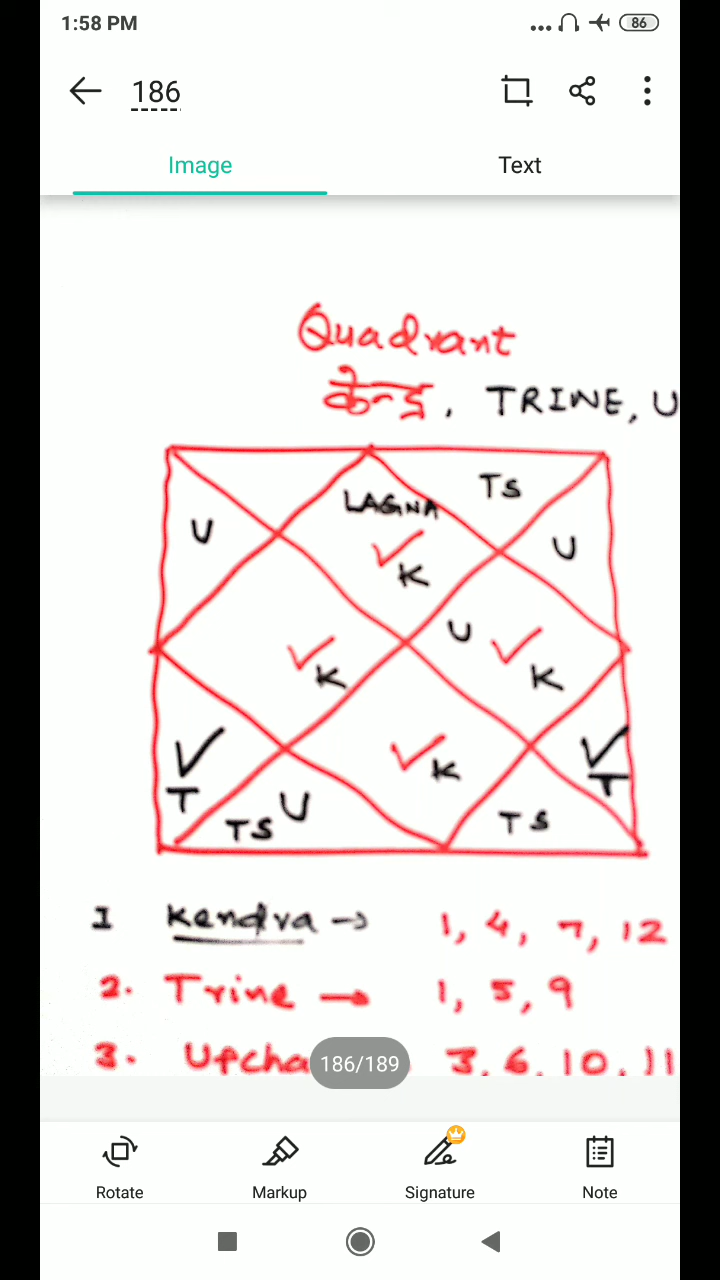 1:58 PM 86
186
Image Text
Quadrant
केन्द्र, TRINE, U
TS
LAGNA
U
U
K
U
K
K
K
T
T
TS U
TS
1 Kendra → 1, 4, 7, 12
2. Trine → 1, 5, 9
3. Upcha 3, 6, 10, 11
186/189
Rotate Markup Signature Note